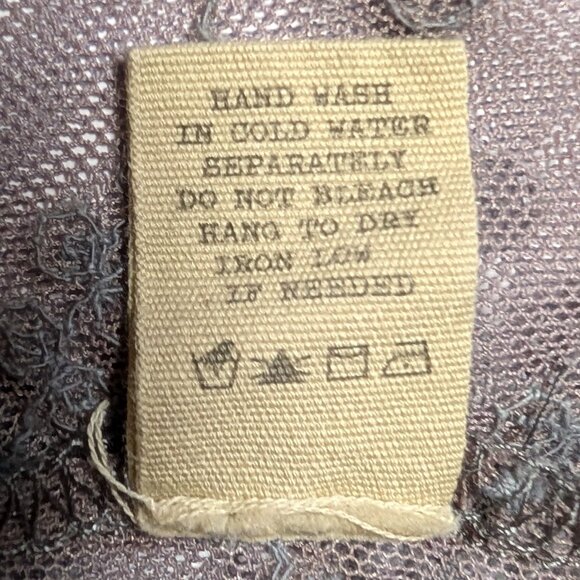 HAND WASH
IN COLD WATER
SEPARATELY
DO NOT BLEACH
HANG TO DRY
IRON LOW
IF NEEDED